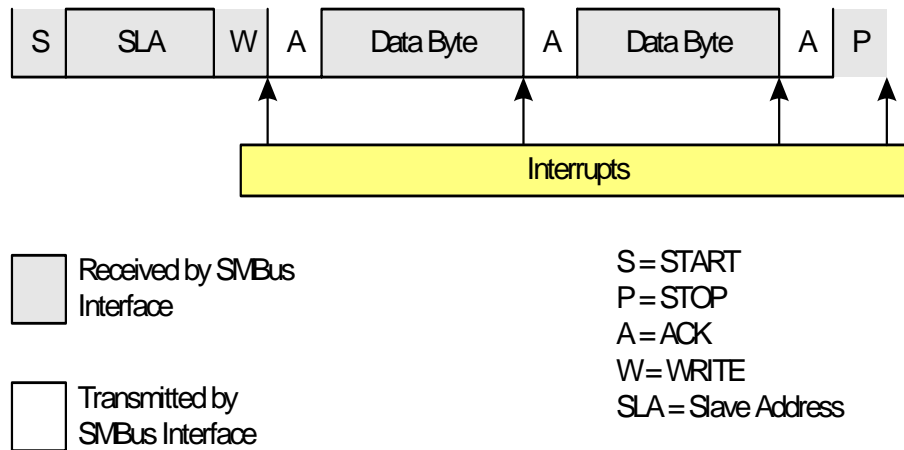 S SLA W A Data Byte A Data Byte A P
Interrupts
Received by SMBus
Interface
Transmitted by
SMBus Interface
S = START
P = STOP
A = ACK
W = WRITE
SLA = Slave Address